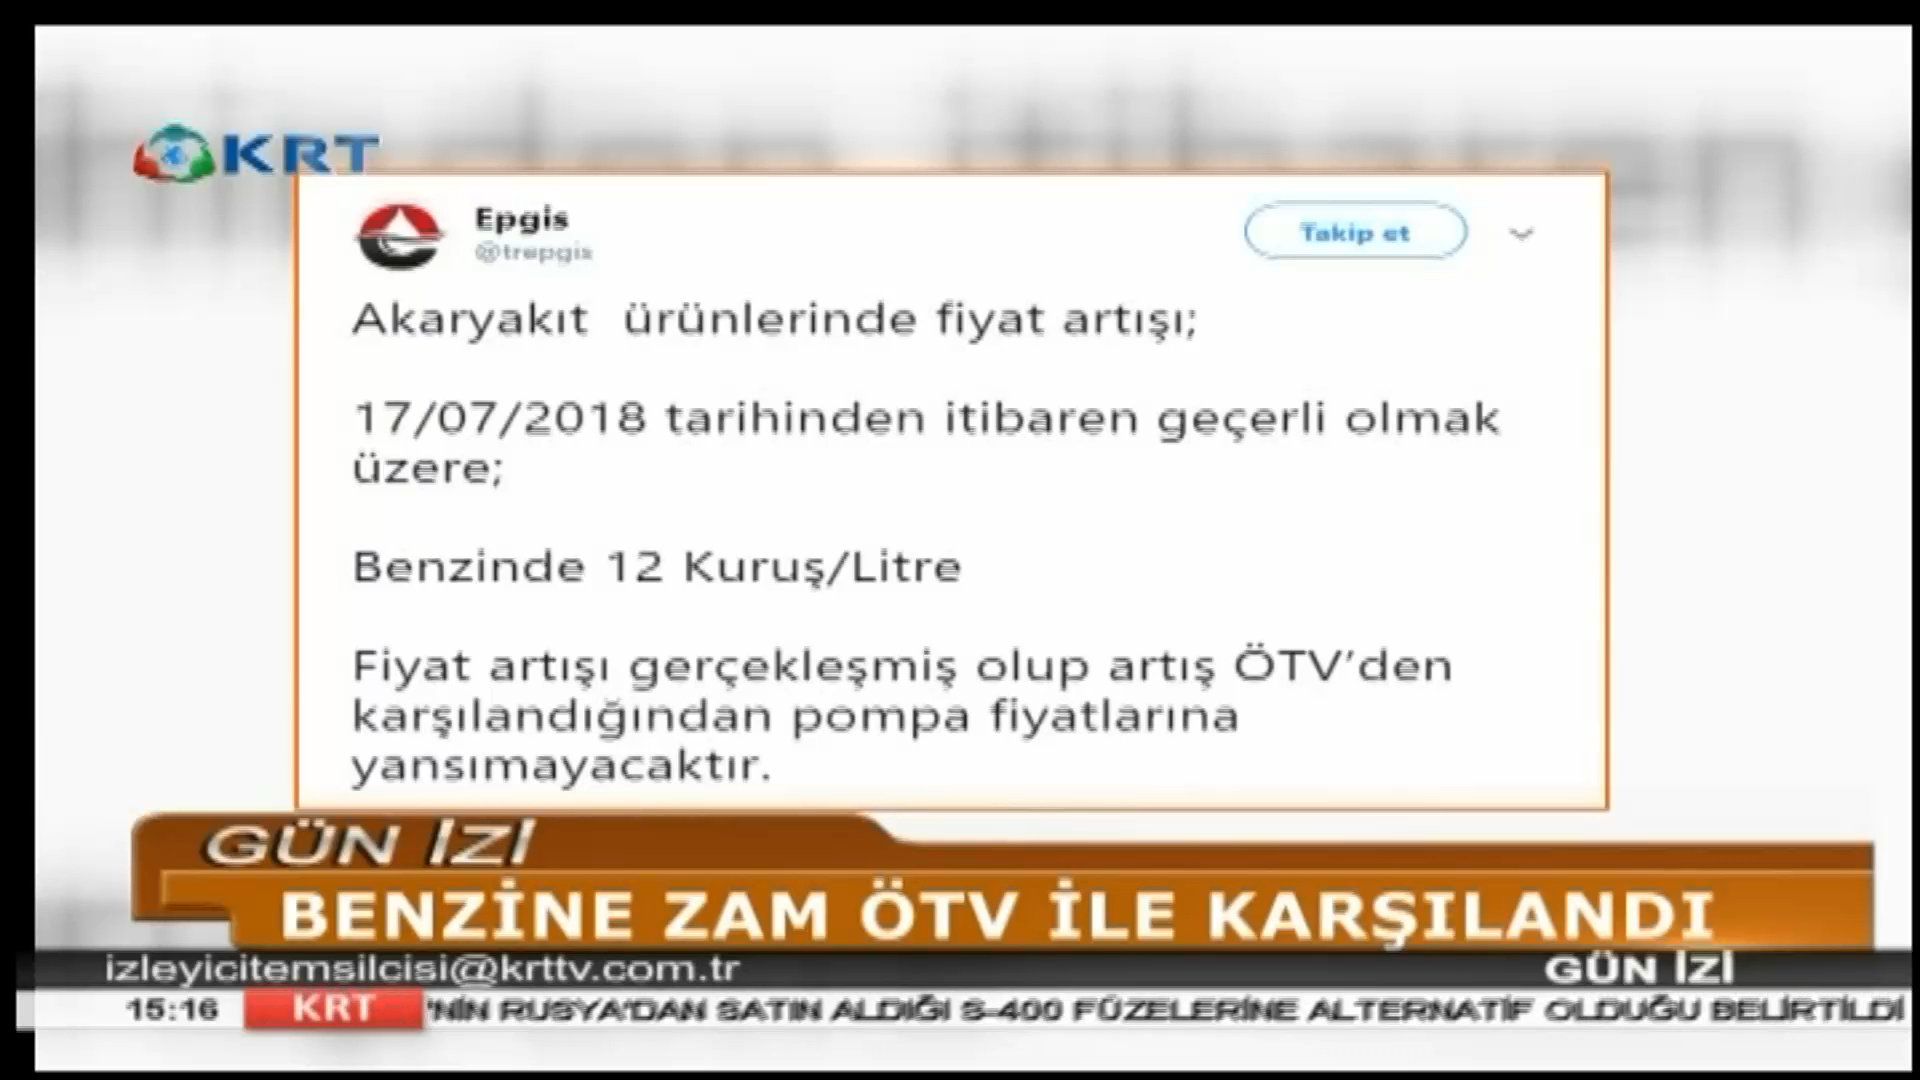 KRT
Epgis
@trepgis
Takip et
Akaryakıt ürünlerinde fiyat artışı;
17/07/2018 tarihinden itibaren geçerli olmak
üzere;
Benzinde 12 Kuruş/Litre
Fiyat artışı gerçekleşmiş olup artış ÖTV'den
karşılandığından pompa fiyatlarına
yansımayacaktır.
GÜN İZİ
BENZİNE ZAM ÖTV İLE KARŞILANDI
izleyicitemsilcisi@krttv.com.tr
GÜN İZİ
15:16 KRT 'NİN RUSYA'DAN SATIN ALDIĞI S-400 FÜZELERİNE ALTERNATİF OLDUĞU BELİRTİLDİ